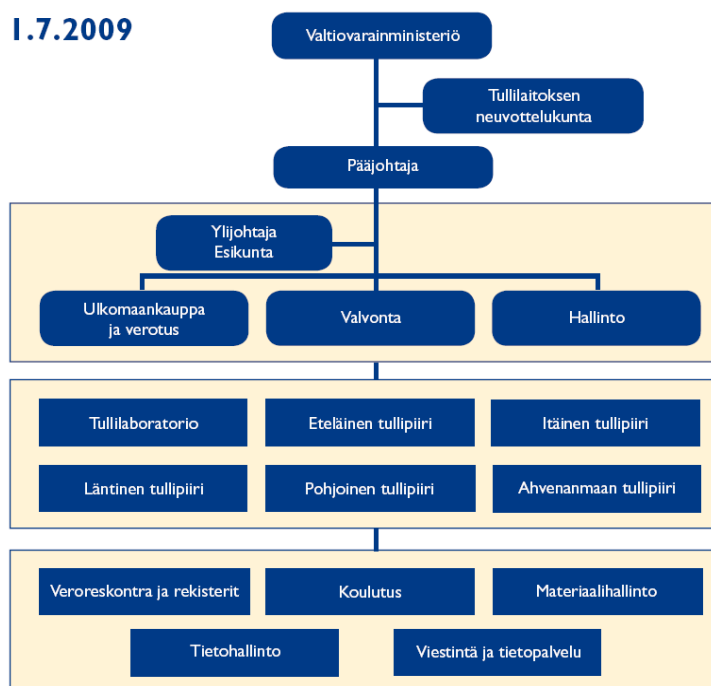 1.7.2009
Valtiovarainministeriö
Tullilaitoksen
neuvottelukunta
Pääjohtaja
Ylijohtaja
Esikunta
Ulkomaankauppa
ja verotus
Valvonta
Hallinto
Tullilaboratorio
Eteläinen tullipiiri
Itäinen tullipiiri
Läntinen tullipiiri
Pohjoinen tullipiiri
Ahvenanmaan tullipiiri
Veroreskontra ja rekisterit
Koulutus
Materiaalihallinto
Tietohallinto
Viestintä ja tietopalvelu